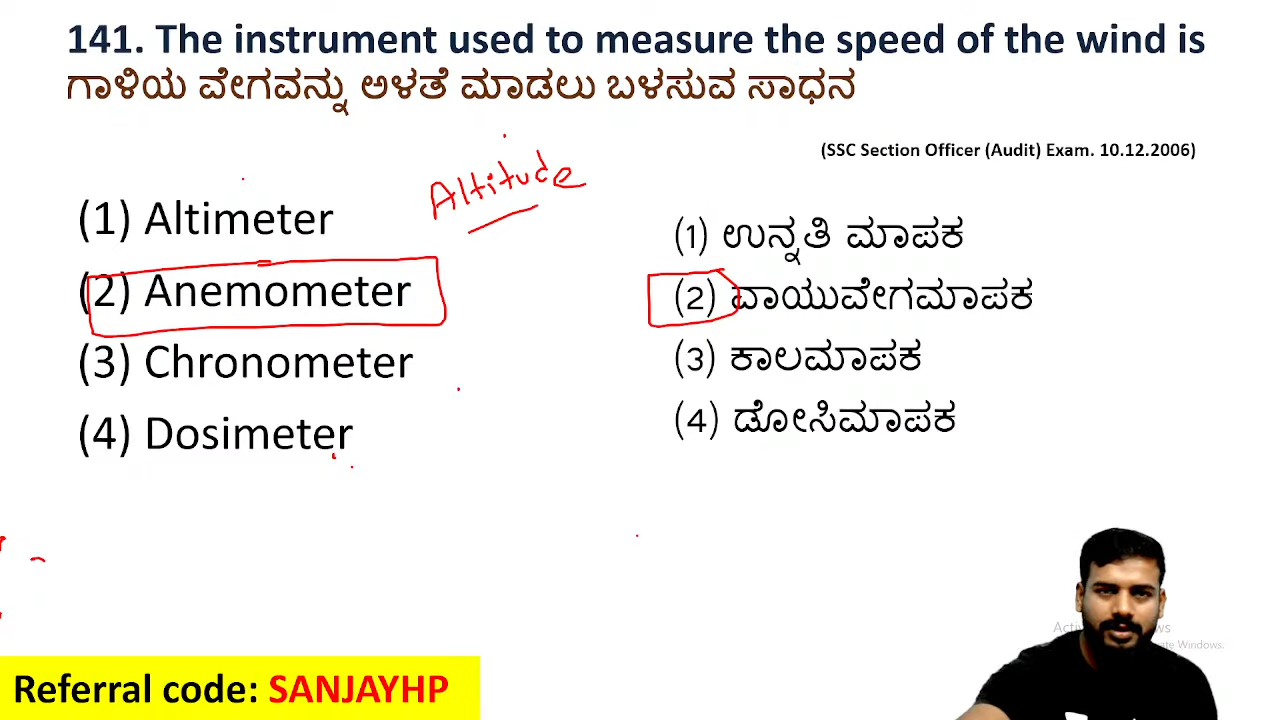 141. The instrument used to measure the speed of the wind is
ಗಾಳಿಯ ವೇಗವನ್ನು ಅಳತೆ ಮಾಡಲು ಬಳಸುವ ಸಾಧನ
(SSC Section Officer (Audit) Exam. 10.12.2006)
Altitude
(1) Altimeter
(2) Anemometer
(3) Chronometer
(4) Dosimeter
(1) ಉನ್ನತಿ ಮಾಪಕ
(2) ವಾಯುವೇಗಮಾಪಕ
(3) ಕಾಲಮಾಪಕ
(4) ಡೋಸಿಮಾಪಕ
Windows.
Referral code: SANJAYHP